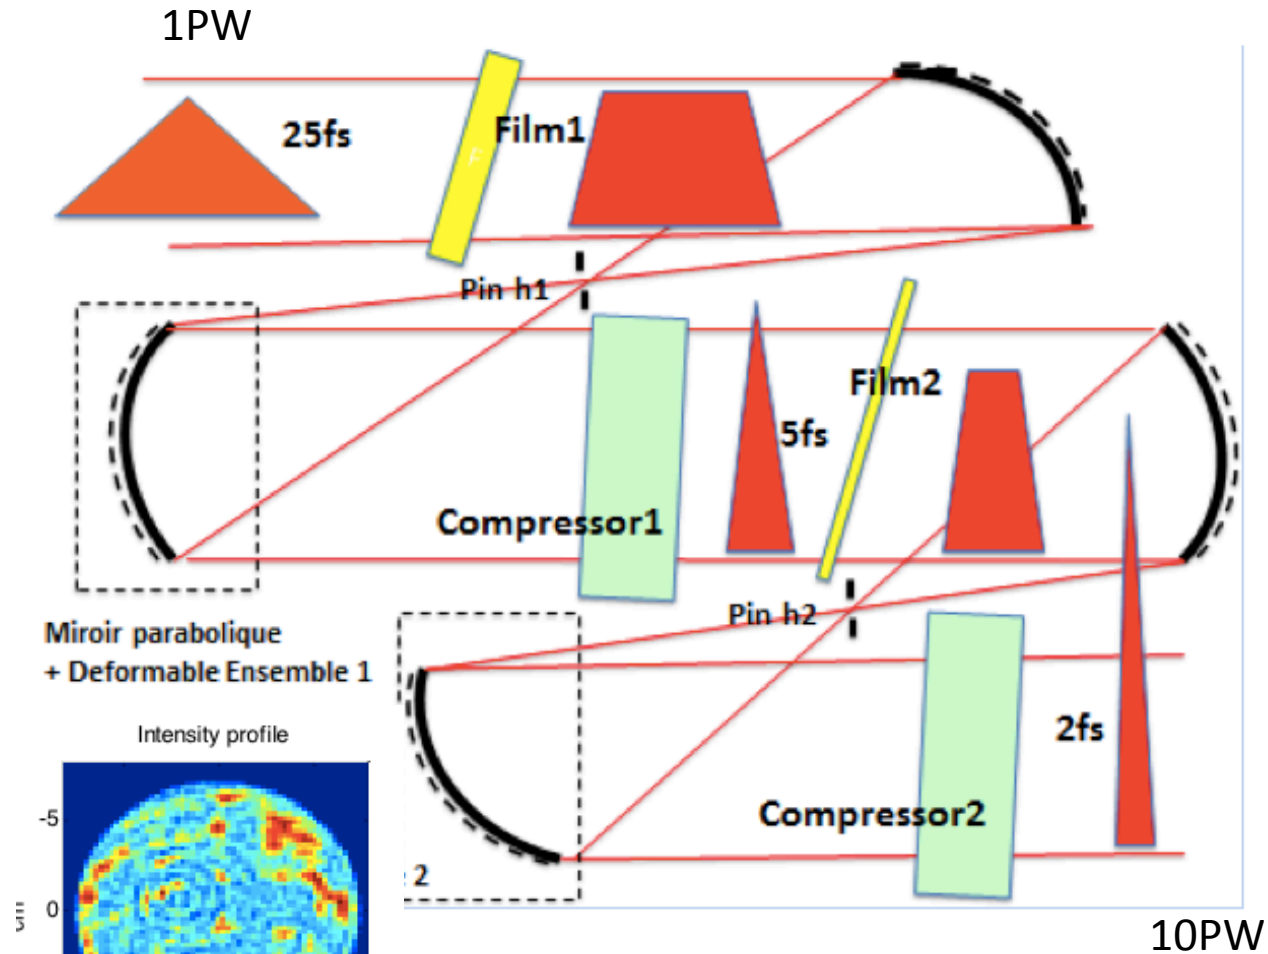 1PW
25fs
Film1
Pin h1
Film2
5fs
Compressor1
Pin h2
Miroir parabolique
+ Deformable Ensemble 1
2fs
Intensity profile
Compressor2
-5
2
0
10PW